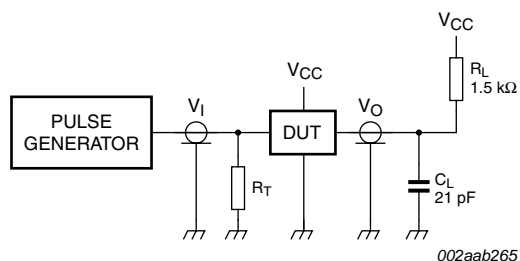 VCC
RL
1.5 kΩ
VCC
VI
VO
PULSE
GENERATOR
DUT
RT
CL
21 pF
002aab265